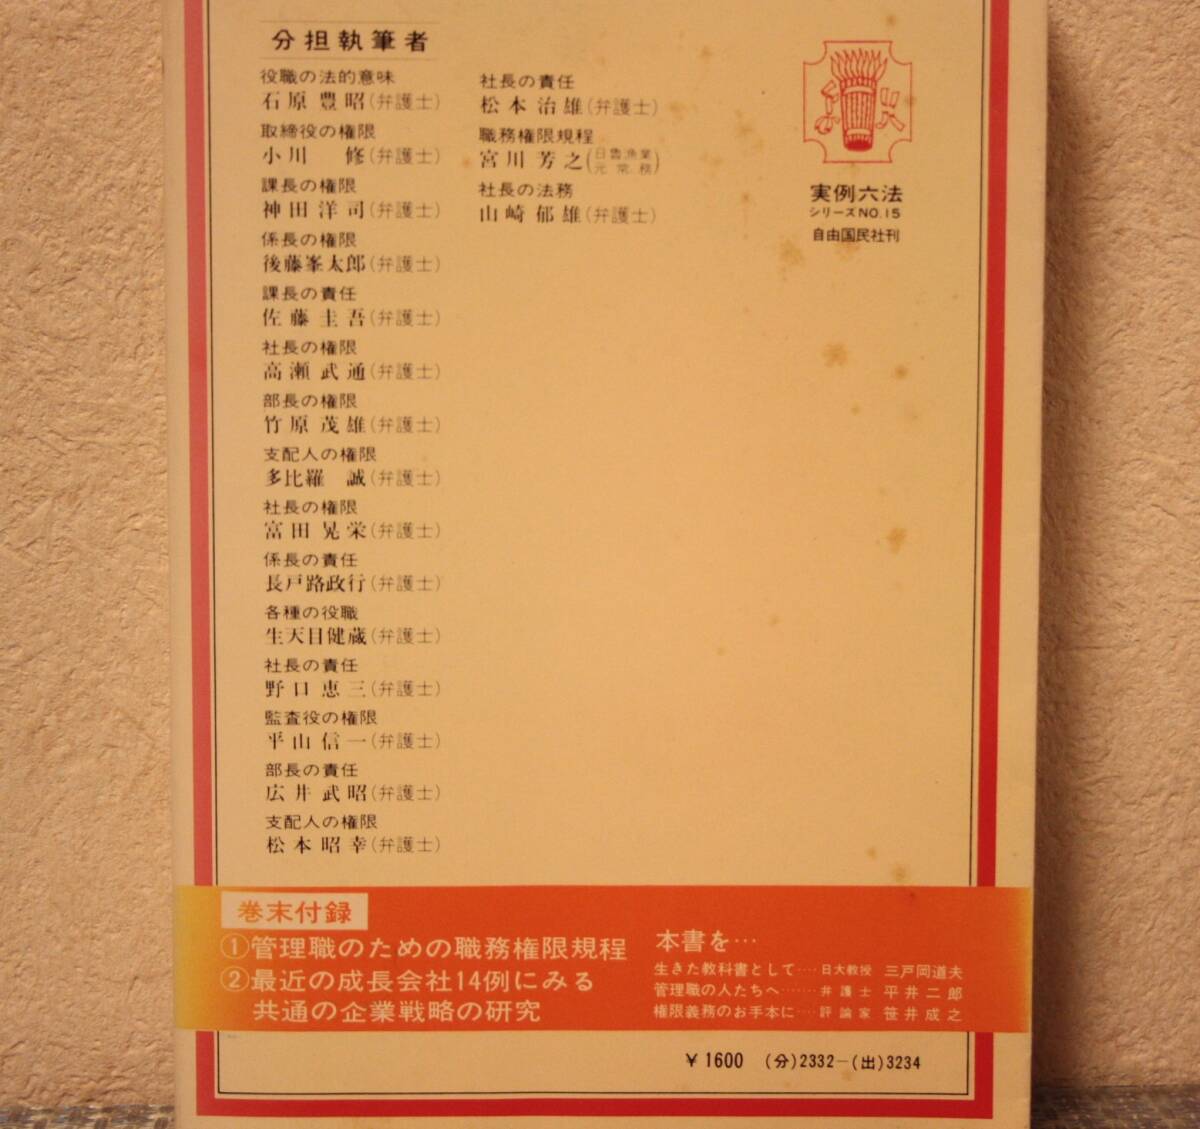 分担執筆者
役職の法的意味
石原豊昭(弁護士)
取締役の権限
小川　修(弁護士)
課長の権限
神田洋司(弁護士)
係長の権限
後藤峯太郎(弁護士)
課長の責任
佐藤圭吾(弁護士)
社長の権限
高瀬武通(弁護士)
部長の権限
竹原茂雄(弁護士)
支配人の権限
多比羅　誠(弁護士)
社長の権限
富田晃栄(弁護士)
係長の責任
長戸路政行(弁護士)
各種の役職
生天目健蔵(弁護士)
社長の責任
野口恵三(弁護士)
監査役の権限
平山信一(弁護士)
部長の責任
広井武昭(弁護士)
支配人の権限
松本昭幸(弁護士)
社長の責任
松本治雄(弁護士)
職務権限規程
宮川芳之(日魯漁業元常務)
社長の法務
山崎郁雄(弁護士)
実例六法
シリーズNO.15
自由国民社刊
巻末付録
①管理職のための職務権限規程
②最近の成長会社14例にみる
共通の企業戦略の研究
本書を…
生きた教科書として‥‥日大教授 三戸岡道夫
管理職の人たちへ‥‥‥弁護士 平井二郎
権限義務のお手本に‥‥評論家 笹井成之
¥1600 (分)2332―(出)3234